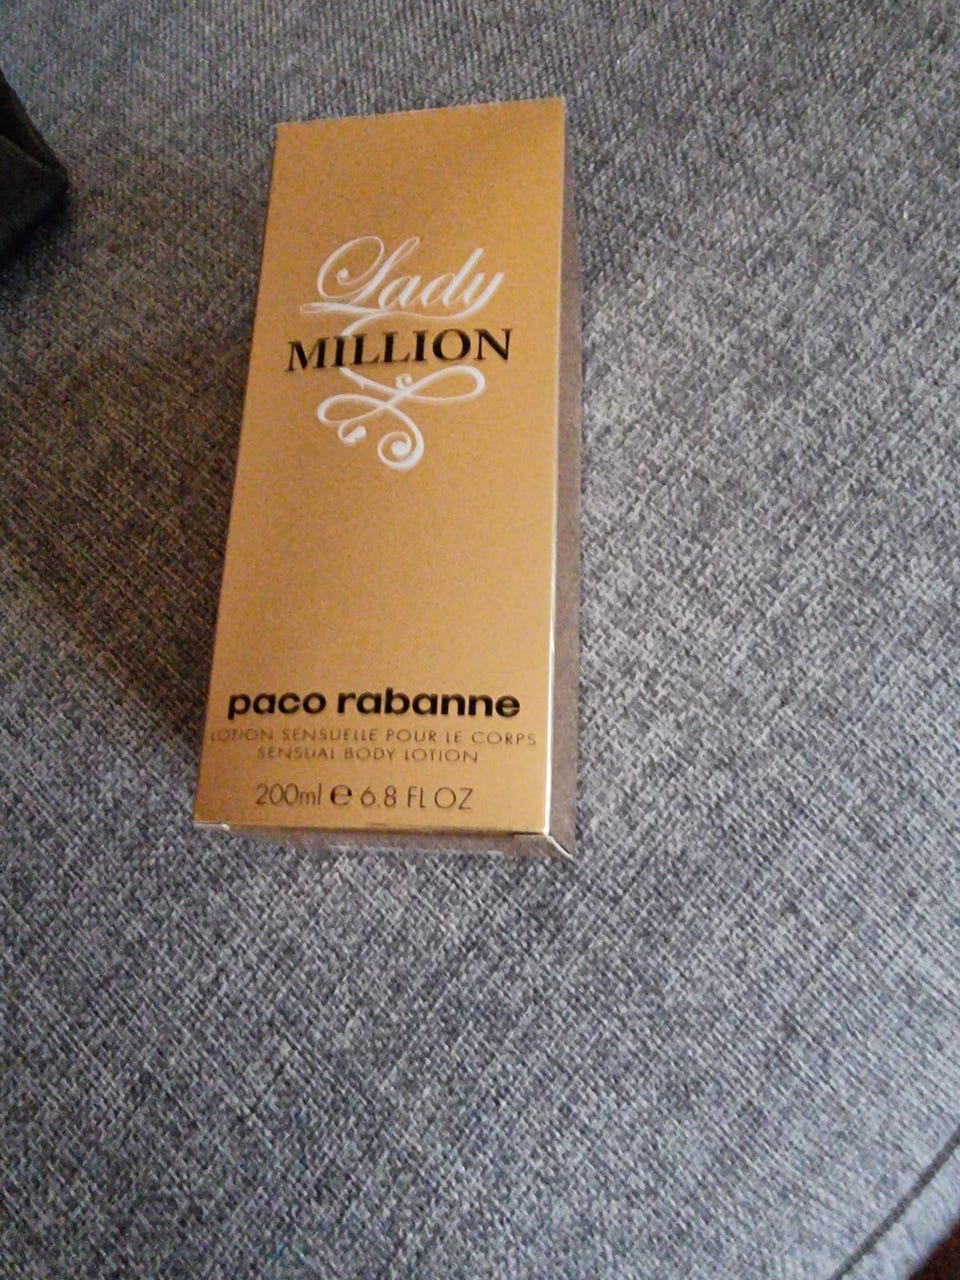 Lady
MILLION
paco rabanne
LOTION SENSUELLE POUR LE CORPS
SENSUAL BODY LOTION
200ml e 6.8 FL OZ